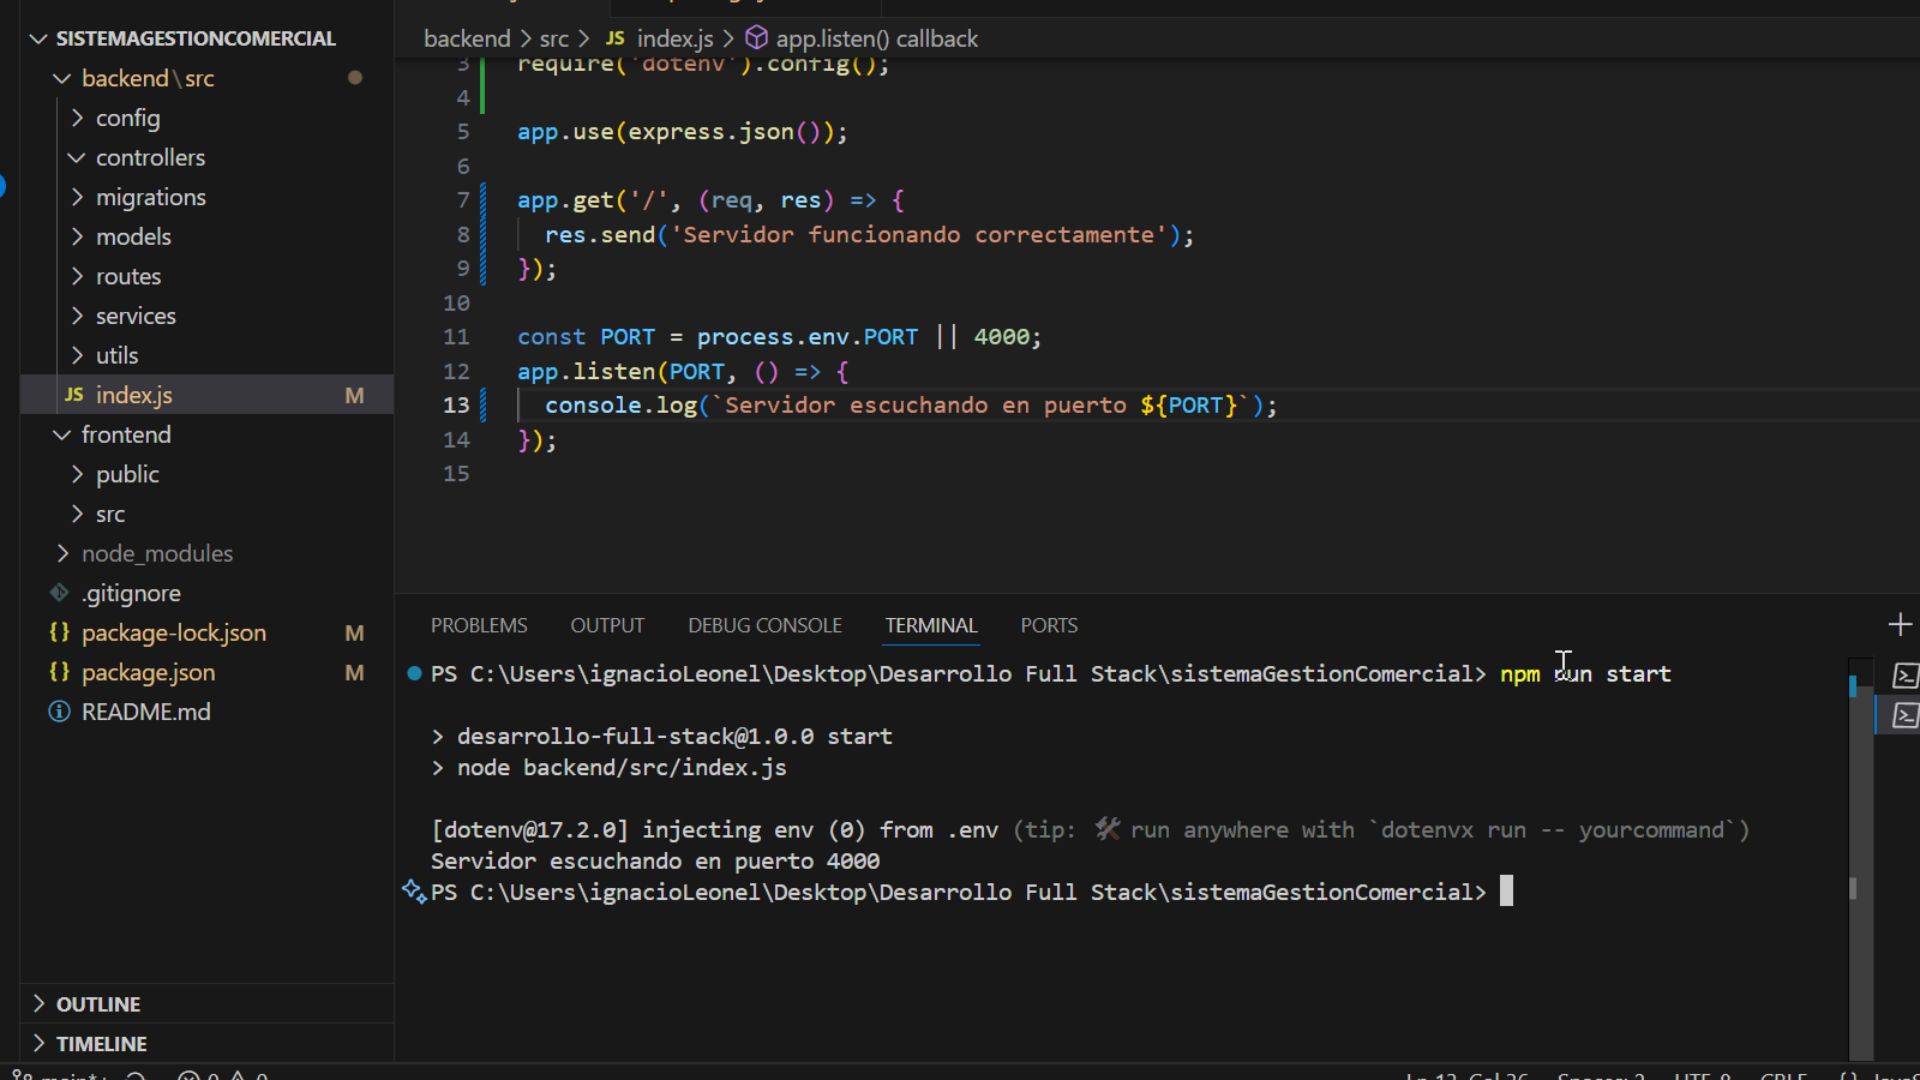 SISTEMAGESTIONCOMERCIAL
backend\src
config
controllers
migrations
models
routes
services
utils
JS index.js M
frontend
public
src
node_modules
.gitignore
{} package-lock.json M
{} package.json M
README.md
OUTLINE
TIMELINE
backend > src > JS index.js > app.listen() callback
3 require('dotenv').config();
4
5 app.use(express.json());
6
7 app.get('/', (req, res) => {
8 res.send('Servidor funcionando correctamente');
9 });
10
11 const PORT = process.env.PORT || 4000;
12 app.listen(PORT, () => {
13 console.log(`Servidor escuchando en puerto ${PORT}`);
14 });
15
PROBLEMS OUTPUT DEBUG CONSOLE TERMINAL PORTS
PS C:\Users\ignacioLeonel\Desktop\Desarrollo Full Stack\sistemaGestionComercial> npm run start
> desarrollo-full-stack@1.0.0 start
> node backend/src/index.js
[dotenv@17.2.0] injecting env (0) from .env (tip: 🛠️ run anywhere with `dotenvx run -- yourcommand`)
Servidor escuchando en puerto 4000
PS C:\Users\ignacioLeonel\Desktop\Desarrollo Full Stack\sistemaGestionComercial>